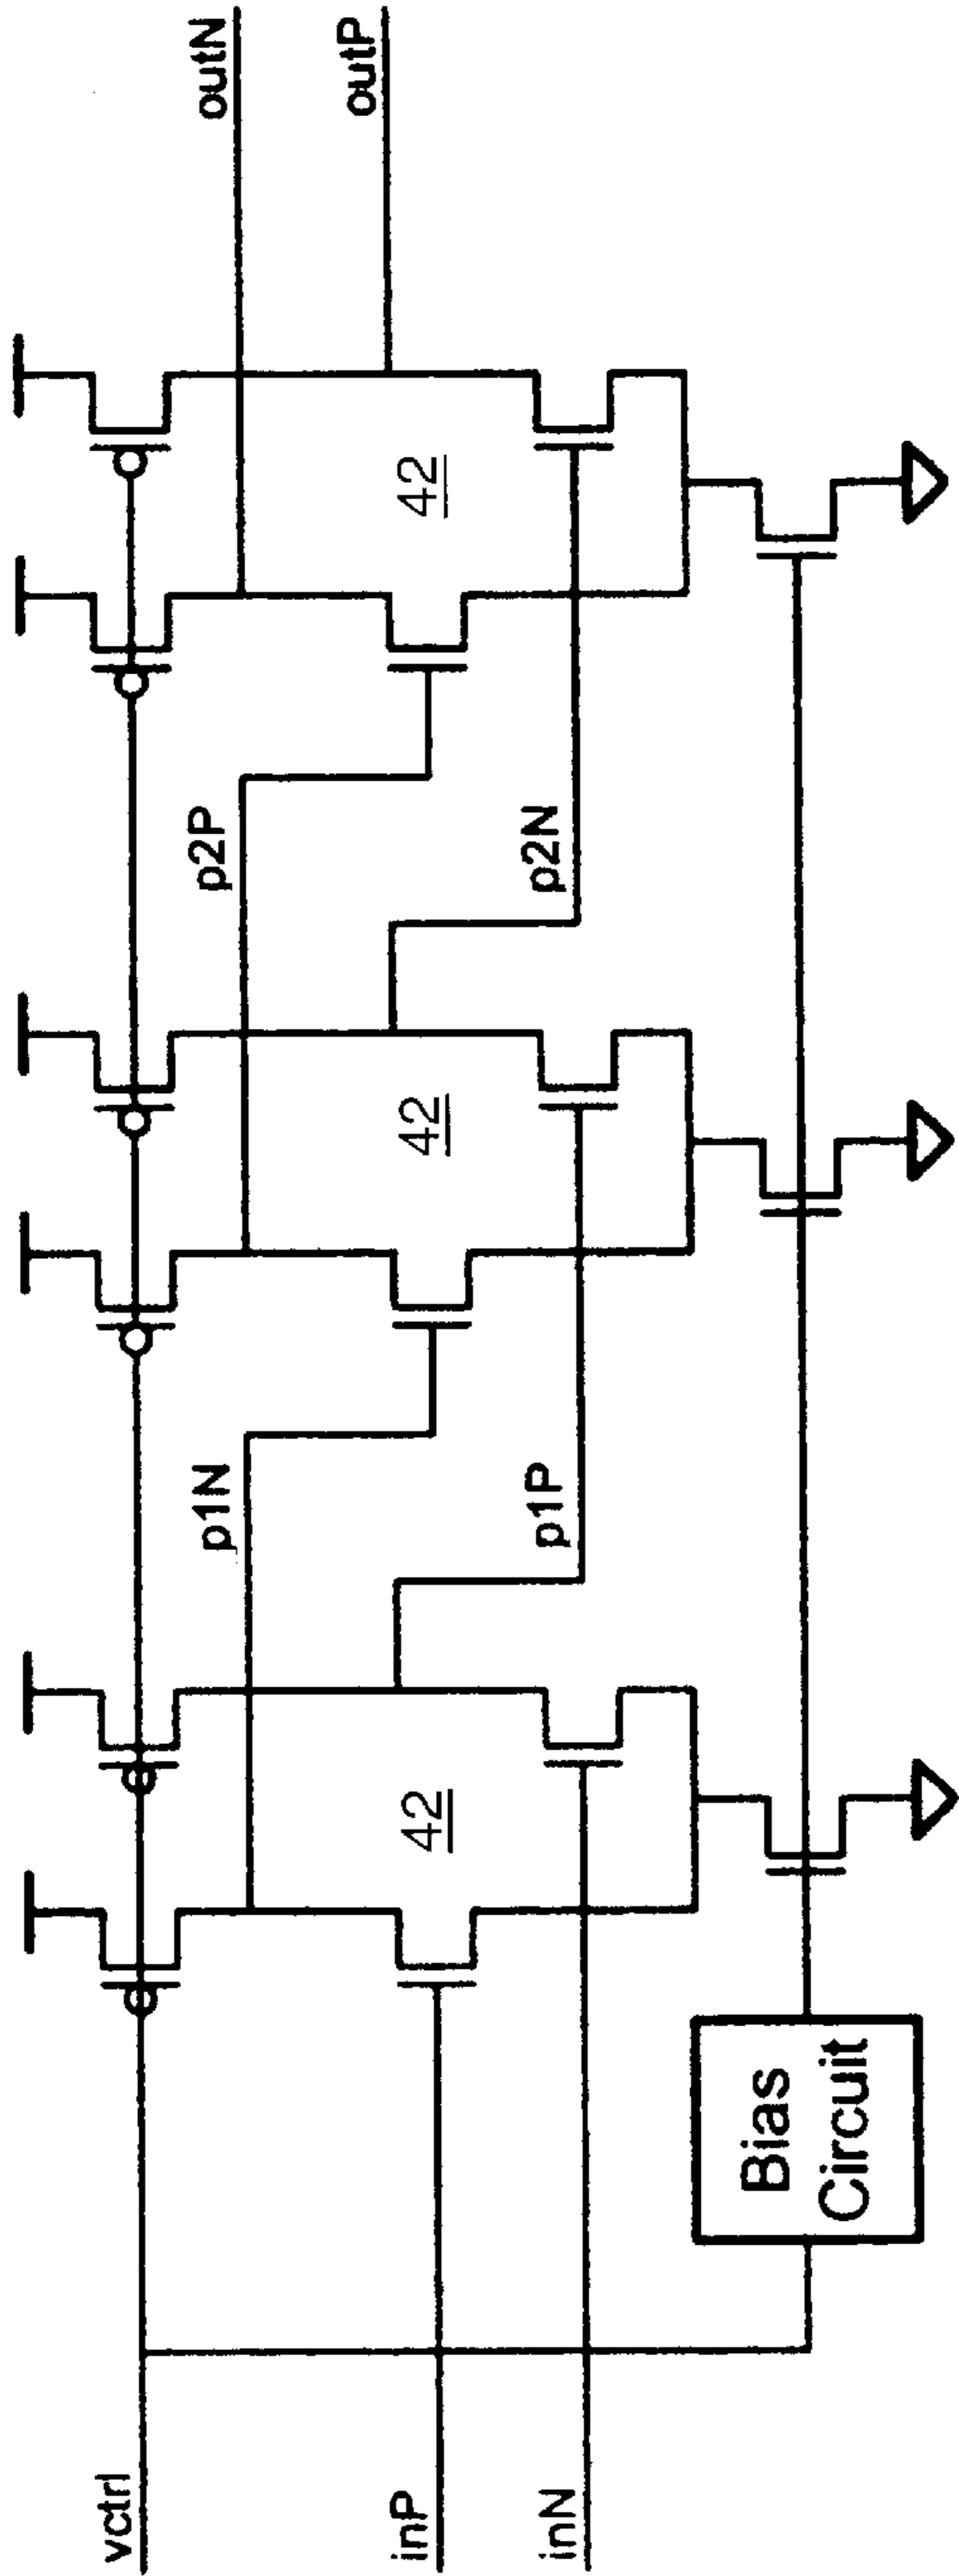 vctrl
inP
inN
Bias
Circuit
42
p1N
p1P
42
p2P
p2N
42
outN
outP